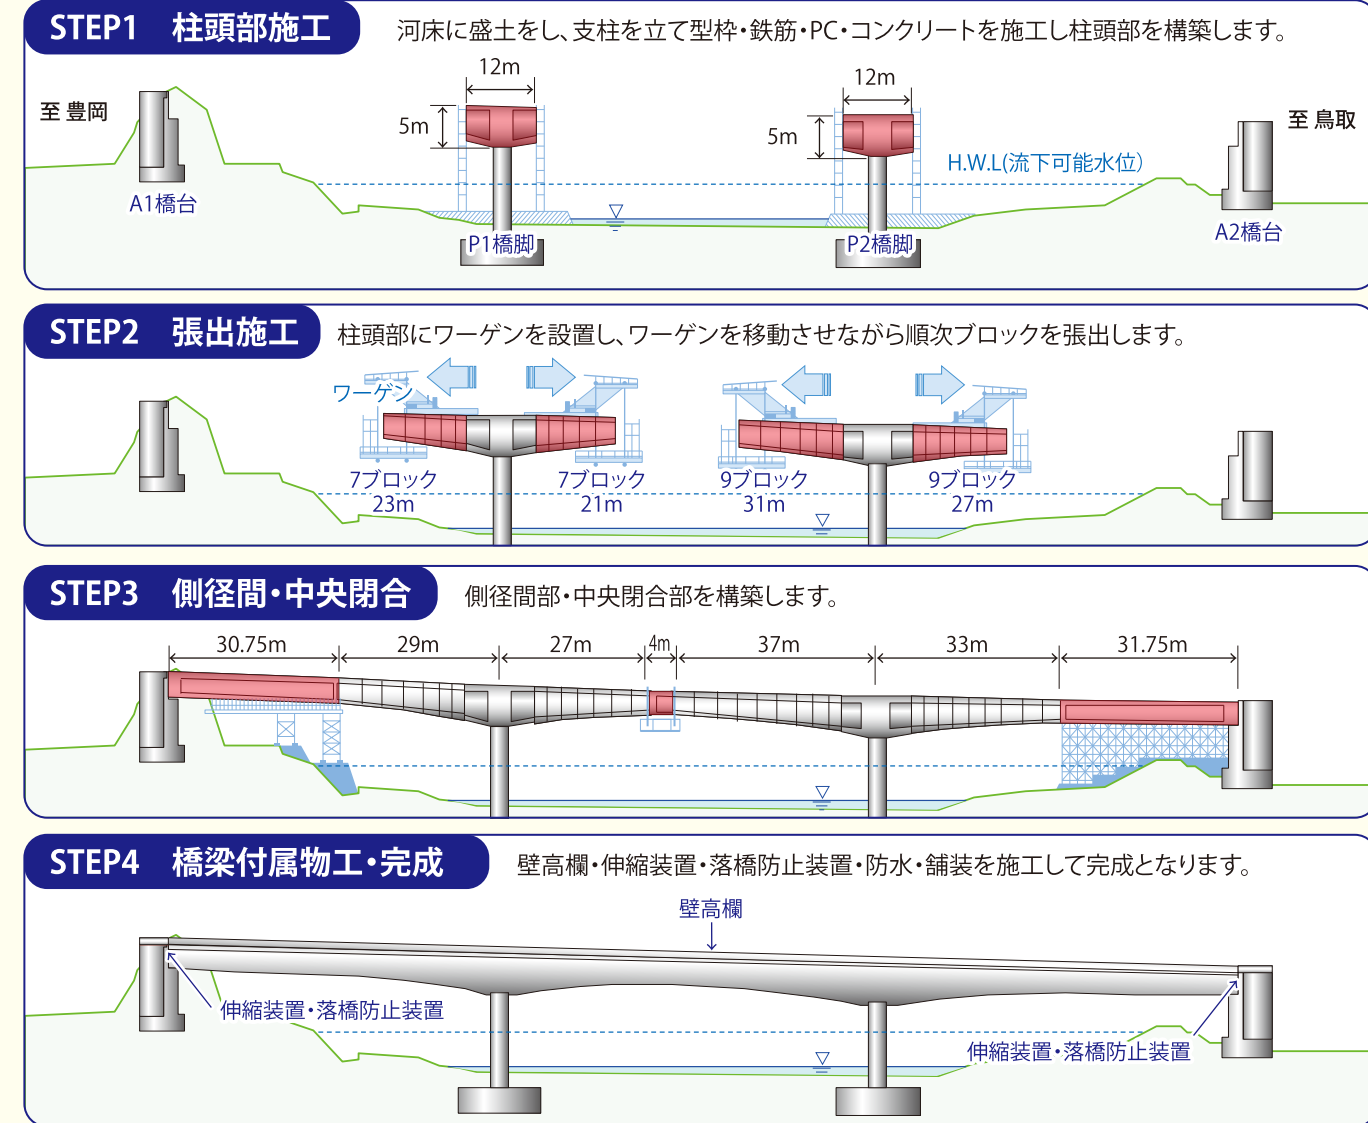 STEP1 柱頭部施工
河床に盛土をし、支柱を立て型枠・鉄筋・PC・コンクリートを施工し柱頭部を構築します。
12m
12m
至 豊岡
5m
5m
至 鳥取
H.W.L(流下可能水位)
A1橋台
P1橋脚
P2橋脚
A2橋台
STEP2 張出施工
柱頭部にワーゲンを設置し、ワーゲンを移動させながら順次ブロックを張出します。
ワーゲン
7ブロック
23m
7ブロック
21m
9ブロック
31m
9ブロック
27m
STEP3 側径間・中央閉合
側径間部・中央閉合部を構築します。
30.75m
29m
27m
4m
37m
33m
31.75m
STEP4 橋梁付属物工・完成
壁高欄・伸縮装置・落橋防止装置・防水・舗装を施工して完成となります。
壁高欄
伸縮装置・落橋防止装置
伸縮装置・落橋防止装置